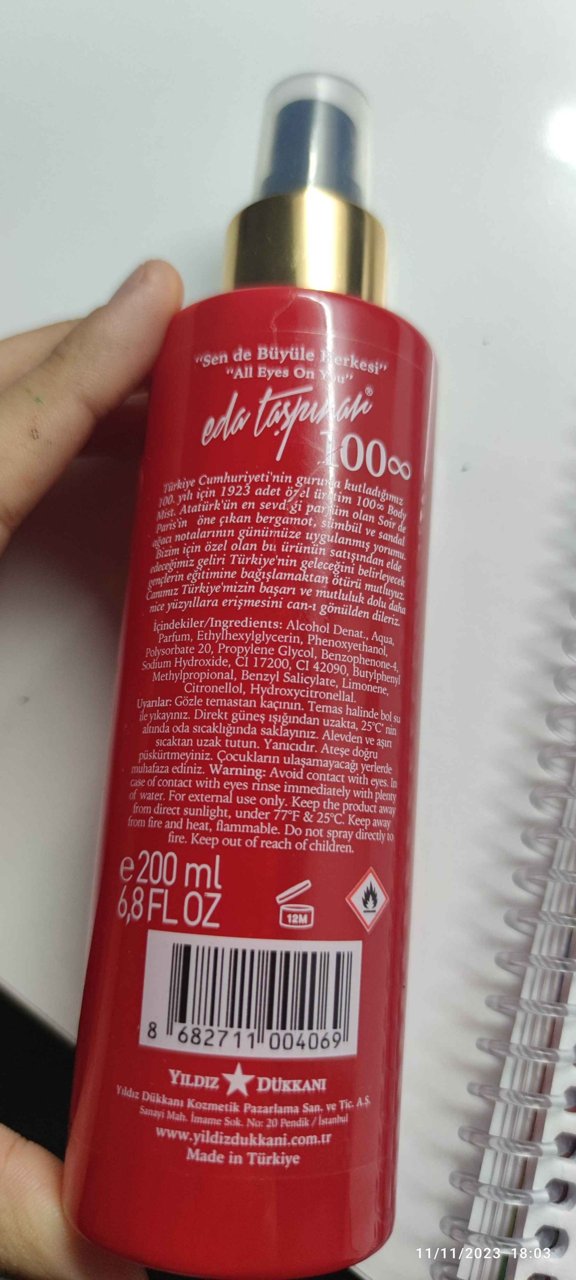 "Sen de Büyüle Herkesi"
"All Eyes On You"
eda taşpınar®
100∞
Türkiye Cumhuriyeti'nin gururla kutladığımız
100. yılı için 1923 adet özel üretim 100∞ Body
Mist. Atatürk'ün en sevdiği parfüm olan Soir de
Paris'in öne çıkan bergamot, sümbül ve sandal
ağacı notalarının günümüze uygulanmış yorumu.
Bizim için özel olan bu ürünün satışından elde
edeceğimiz geliri Türkiye'nin geleceğini belirleyecek
gençlerin eğitimine bağışlamaktan ötürü mutluyuz.
Canımız Türkiye'mizin başarı ve mutluluk dolu daha
nice yüzyıllara erişmesini can-ı gönülden dileriz.
İçindekiler/Ingredients: Alcohol Denat., Aqua,
Parfum, Ethylhexylglycerin, Phenoxyethanol,
Polysorbate 20, Propylene Glycol, Benzophenone-4,
Sodium Hydroxide, CI 17200, CI 42090, Butylphenyl
Methylpropional, Benzyl Salicylate, Limonene,
Citronellol, Hydroxycitronellal.
Uyarılar: Gözle temastan kaçının. Temas halinde bol su
ile yıkayınız. Direkt güneş ışığından uzakta, 25°C' nin
altında oda sıcaklığında saklayınız. Alevden ve aşırı
sıcaktan uzak tutun. Yanıcıdır. Ateşe doğru
püskürtmeyiniz. Çocukların ulaşamayacağı yerlerde
muhafaza ediniz. Warning: Avoid contact with eyes. In
case of contact with eyes rinse immediately with plenty
of water. For external use only. Keep the product away
from direct sunlight, under 77°F & 25°C. Keep away
from fire and heat, flammable. Do not spray directly to
fire. Keep out of reach of children.
e 200 ml
6,8 FL OZ
12M
8 682711 004069
YILDIZ DÜKKANI
Yıldız Dükkanı Kozmetik Pazarlama San. ve Tic. A.Ş.
Sanayi Mah. İmame Sok. No: 20 Pendik / İstanbul
www.yildizdukkani.com.tr
Made in Türkiye
11/11/2023 18:03